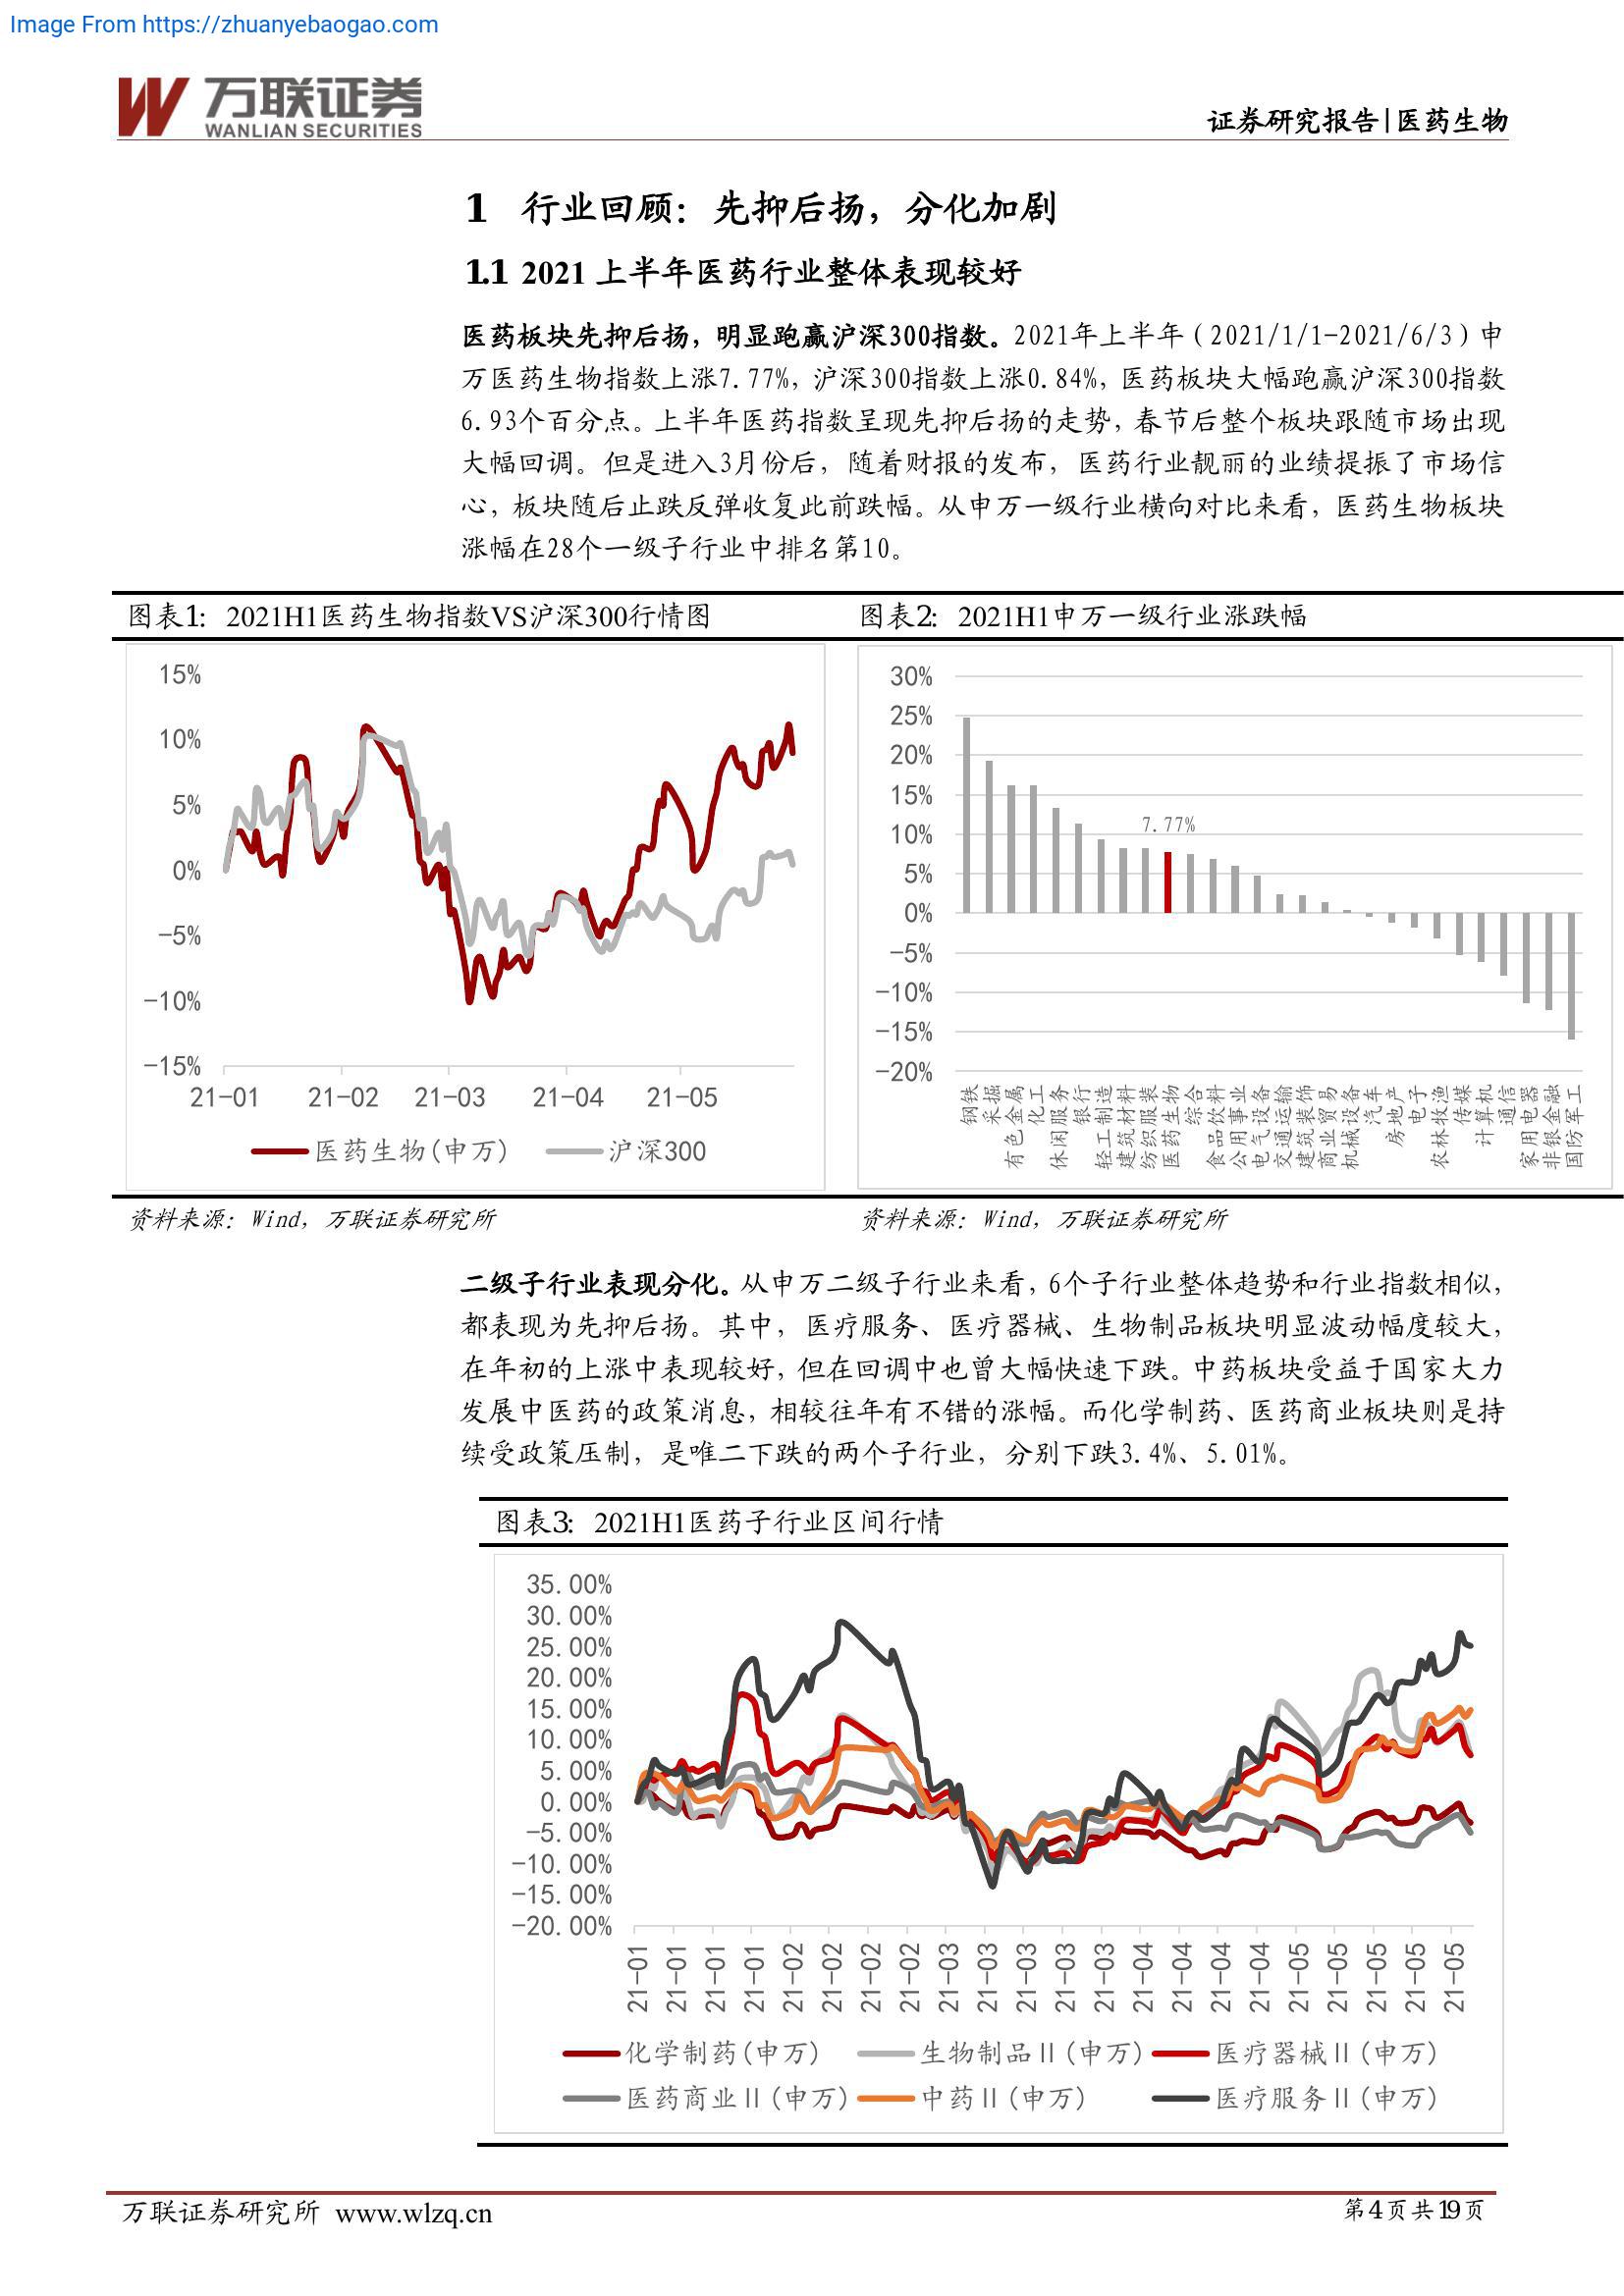 Image From https://zhuanyebaogao.com
万联证券
WANLIAN SECURITIES
证券研究报告|医药生物
1 行业回顾：先抑后扬，分化加剧
1.1 2021 上半年医药行业整体表现较好
医药板块先抑后扬，明显跑赢沪深300指数。2021年上半年（2021/1/1-2021/6/3）申
万医药生物指数上涨7.77%，沪深300指数上涨0.84%，医药板块大幅跑赢沪深300指数
6.93个百分点。上半年医药指数呈现先抑后扬的走势，春节后整个板块跟随市场出现
大幅回调。但是进入3月份后，随着财报的发布，医药行业靓丽的业绩提振了市场信
心，板块随后止跌反弹收复此前跌幅。从申万一级行业横向对比来看，医药生物板块
涨幅在28个一级子行业中排名第10。
图表1：2021H1医药生物指数VS沪深300行情图
15%
10%
5%
0%
-5%
-10%
-15%
21-01 21-02 21-03 21-04 21-05
医药生物(申万) 沪深300
资料来源：Wind，万联证券研究所
图表2：2021H1申万一级行业涨跌幅
30%
25%
20%
15%
10%
5%
0%
-5%
-10%
-15%
-20%
7.77%
钢铁
采掘
有色金属
化工
休闲服务
银行
轻工制造
建筑材料
纺织服装
医药生物
综合
食品饮料
公用事业
电气设备
交通运输
建筑装饰
商业贸易
机械设备
汽车
房地产
电子
农林牧渔
传媒
计算机
通信
家用电器
非银金融
国防军工
资料来源：Wind，万联证券研究所
二级子行业表现分化。从申万二级子行业来看，6个子行业整体趋势和行业指数相似，
都表现为先抑后扬。其中，医疗服务、医疗器械、生物制品板块明显波动幅度较大，
在年初的上涨中表现较好，但在回调中也曾大幅快速下跌。中药板块受益于国家大力
发展中医药的政策消息，相较往年有不错的涨幅。而化学制药、医药商业板块则是持
续受政策压制，是唯二下跌的两个子行业，分别下跌3.4%、5.01%。
图表3：2021H1医药子行业区间行情
35.00%
30.00%
25.00%
20.00%
15.00%
10.00%
5.00%
0.00%
-5.00%
-10.00%
-15.00%
-20.00%
21-01
21-01
21-01
21-01
21-02
21-02
21-02
21-02
21-03
21-03
21-03
21-03
21-03
21-04
21-04
21-04
21-04
21-05
21-05
21-05
21-05
21-05
化学制药(申万) 生物制品Ⅱ(申万) 医疗器械Ⅱ(申万)
医药商业Ⅱ(申万) 中药Ⅱ(申万) 医疗服务Ⅱ(申万)
万联证券研究所 www.wlzq.cn
第4页共19页